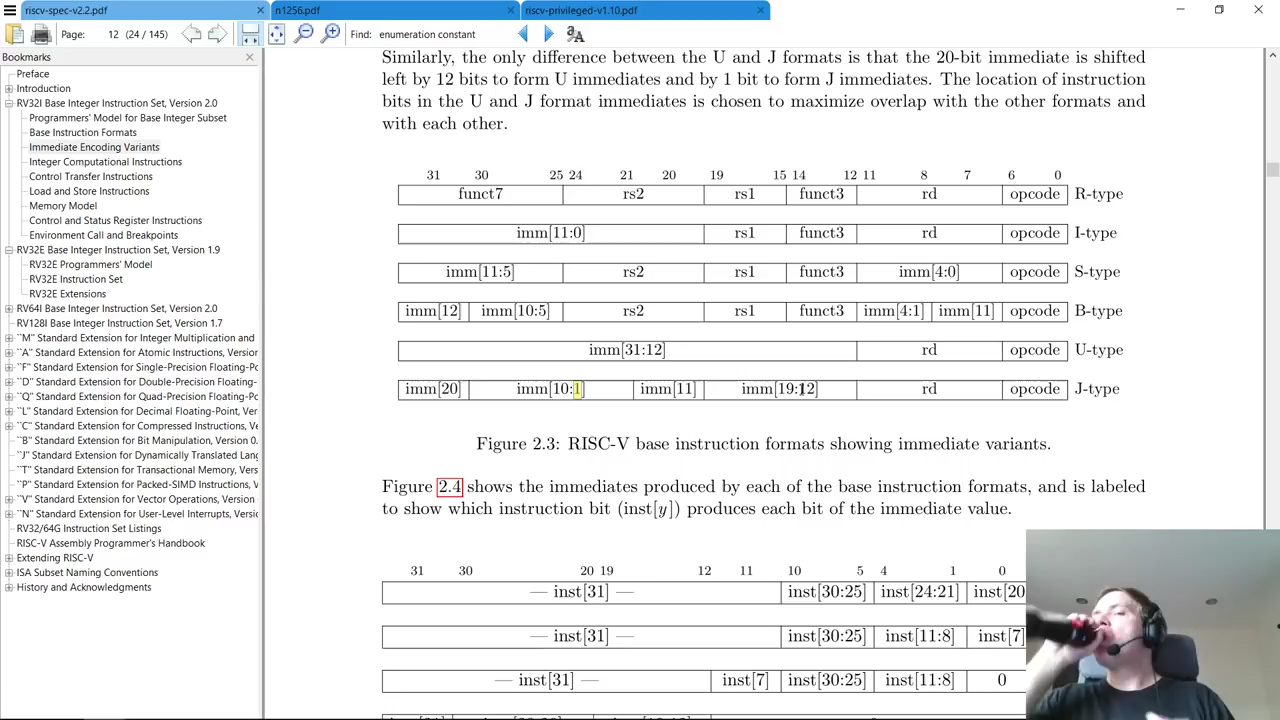 riscv-spec-v2.2.pdf
n1256.pdf
riscv-privileged-v1.10.pdf
Page: 12 (24 / 145) Find: enumeration constant
Bookmarks
Preface
Introduction
RV32I Base Integer Instruction Set, Version 2.0
Programmers' Model for Base Integer Subset
Base Instruction Formats
Immediate Encoding Variants
Integer Computational Instructions
Control Transfer Instructions
Load and Store Instructions
Memory Model
Control and Status Register Instructions
Environment Call and Breakpoints
RV32E Base Integer Instruction Set, Version 1.9
RV32E Programmers' Model
RV32E Instruction Set
RV32E Extensions
RV64I Base Integer Instruction Set, Version 2.0
RV128I Base Integer Instruction Set, Version 1.7
``M'' Standard Extension for Integer Multiplication and
``A'' Standard Extension for Atomic Instructions, Version
``F'' Standard Extension for Single-Precision Floating-Po
``D'' Standard Extension for Double-Precision Floating-
``Q'' Standard Extension for Quad-Precision Floating-Po
``L'' Standard Extension for Decimal Floating-Point, Ver
``C'' Standard Extension for Compressed Instructions, Ve
``B'' Standard Extension for Bit Manipulation, Version 0.
``J'' Standard Extension for Dynamically Translated Lang
``T'' Standard Extension for Transactional Memory, Vers
``P'' Standard Extension for Packed-SIMD Instructions, V
``V'' Standard Extension for Vector Operations, Version
``N'' Standard Extension for User-Level Interrupts, Versi
RV32/64G Instruction Set Listings
RISC-V Assembly Programmer's Handbook
Extending RISC-V
ISA Subset Naming Conventions
History and Acknowledgments
Similarly, the only difference between the U and J formats is that the 20-bit immediate is shifted
left by 12 bits to form U immediates and by 1 bit to form J immediates. The location of instruction
bits in the U and J format immediates is chosen to maximize overlap with the other formats and
with each other.
31 30 25 24 21 20 19 15 14 12 11 8 7 6 0
funct7 rs2 rs1 funct3 rd opcode R-type
imm[11:0] rs1 funct3 rd opcode I-type
imm[11:5] rs2 rs1 funct3 imm[4:0] opcode S-type
imm[12] imm[10:5] rs2 rs1 funct3 imm[4:1] imm[11] opcode B-type
imm[31:12] rd opcode U-type
imm[20] imm[10:1] imm[11] imm[19:12] rd opcode J-type
Figure 2.3: RISC-V base instruction formats showing immediate variants.
Figure 2.4 shows the immediates produced by each of the base instruction formats, and is labeled
to show which instruction bit (inst[y]) produces each bit of the immediate value.
31 30 20 19 12 11 10 5 4 1 0
— inst[31] — inst[30:25] inst[24:21] inst[20
— inst[31] — inst[30:25] inst[11:8] inst[7]
— inst[31] — inst[7] inst[30:25] inst[11:8] 0